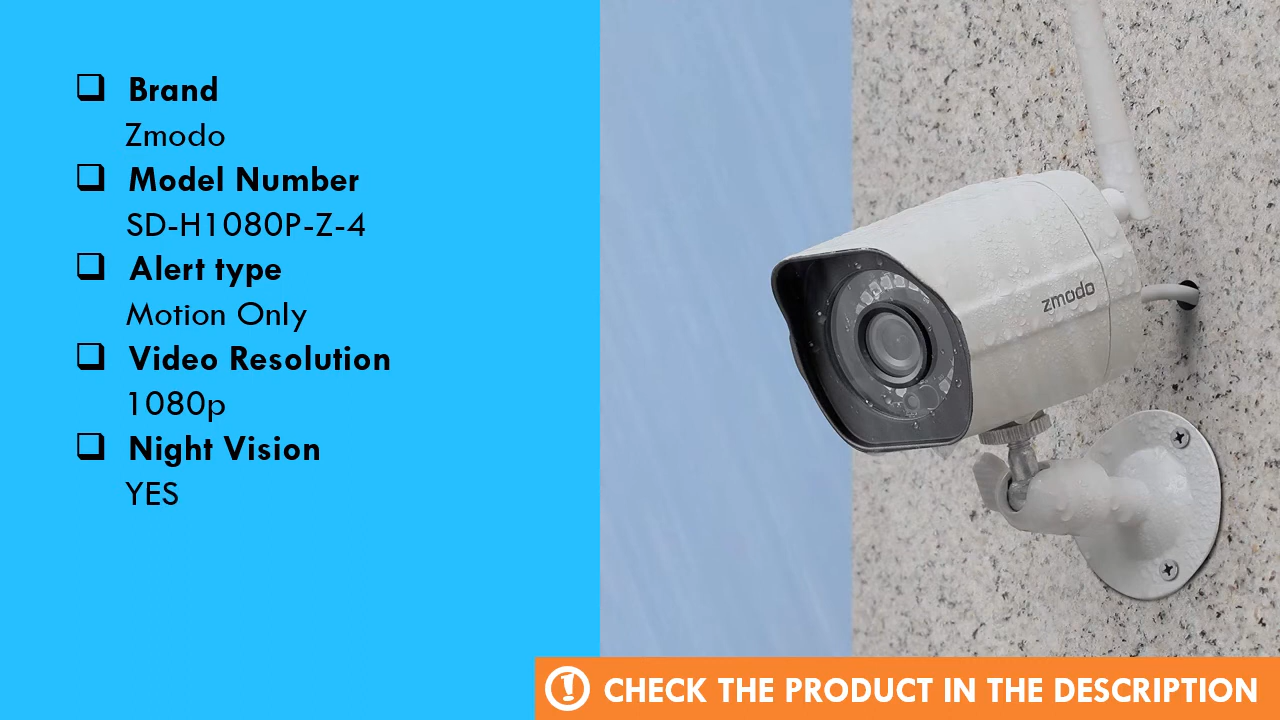 Brand
Zmodo
Model Number
SD-H1080P-Z-4
Alert type
Motion Only
Video Resolution
1080p
Night Vision
YES
zmodo
CHECK THE PRODUCT IN THE DESCRIPTION